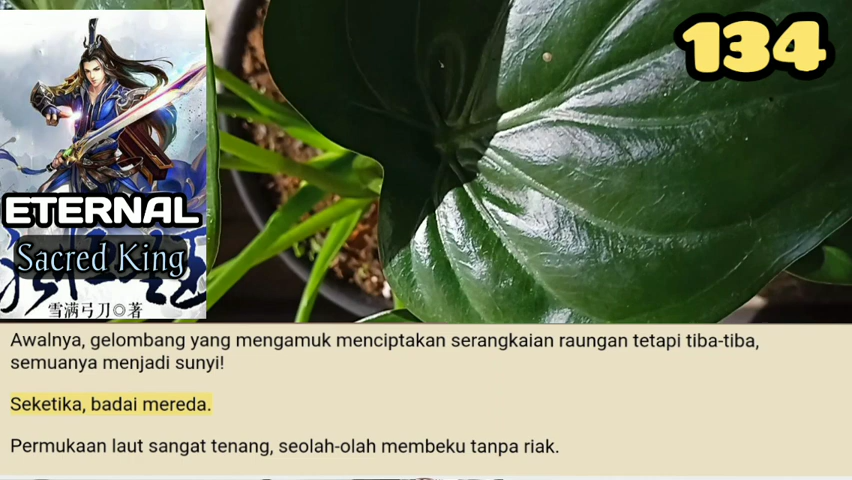 134
ETERNAL
Sacred King
雪满弓刀◎著
Awalnya, gelombang yang mengamuk menciptakan serangkaian raungan tetapi tiba-tiba,
semuanya menjadi sunyi!
Seketika, badai mereda.
Permukaan laut sangat tenang, seolah-olah membeku tanpa riak.